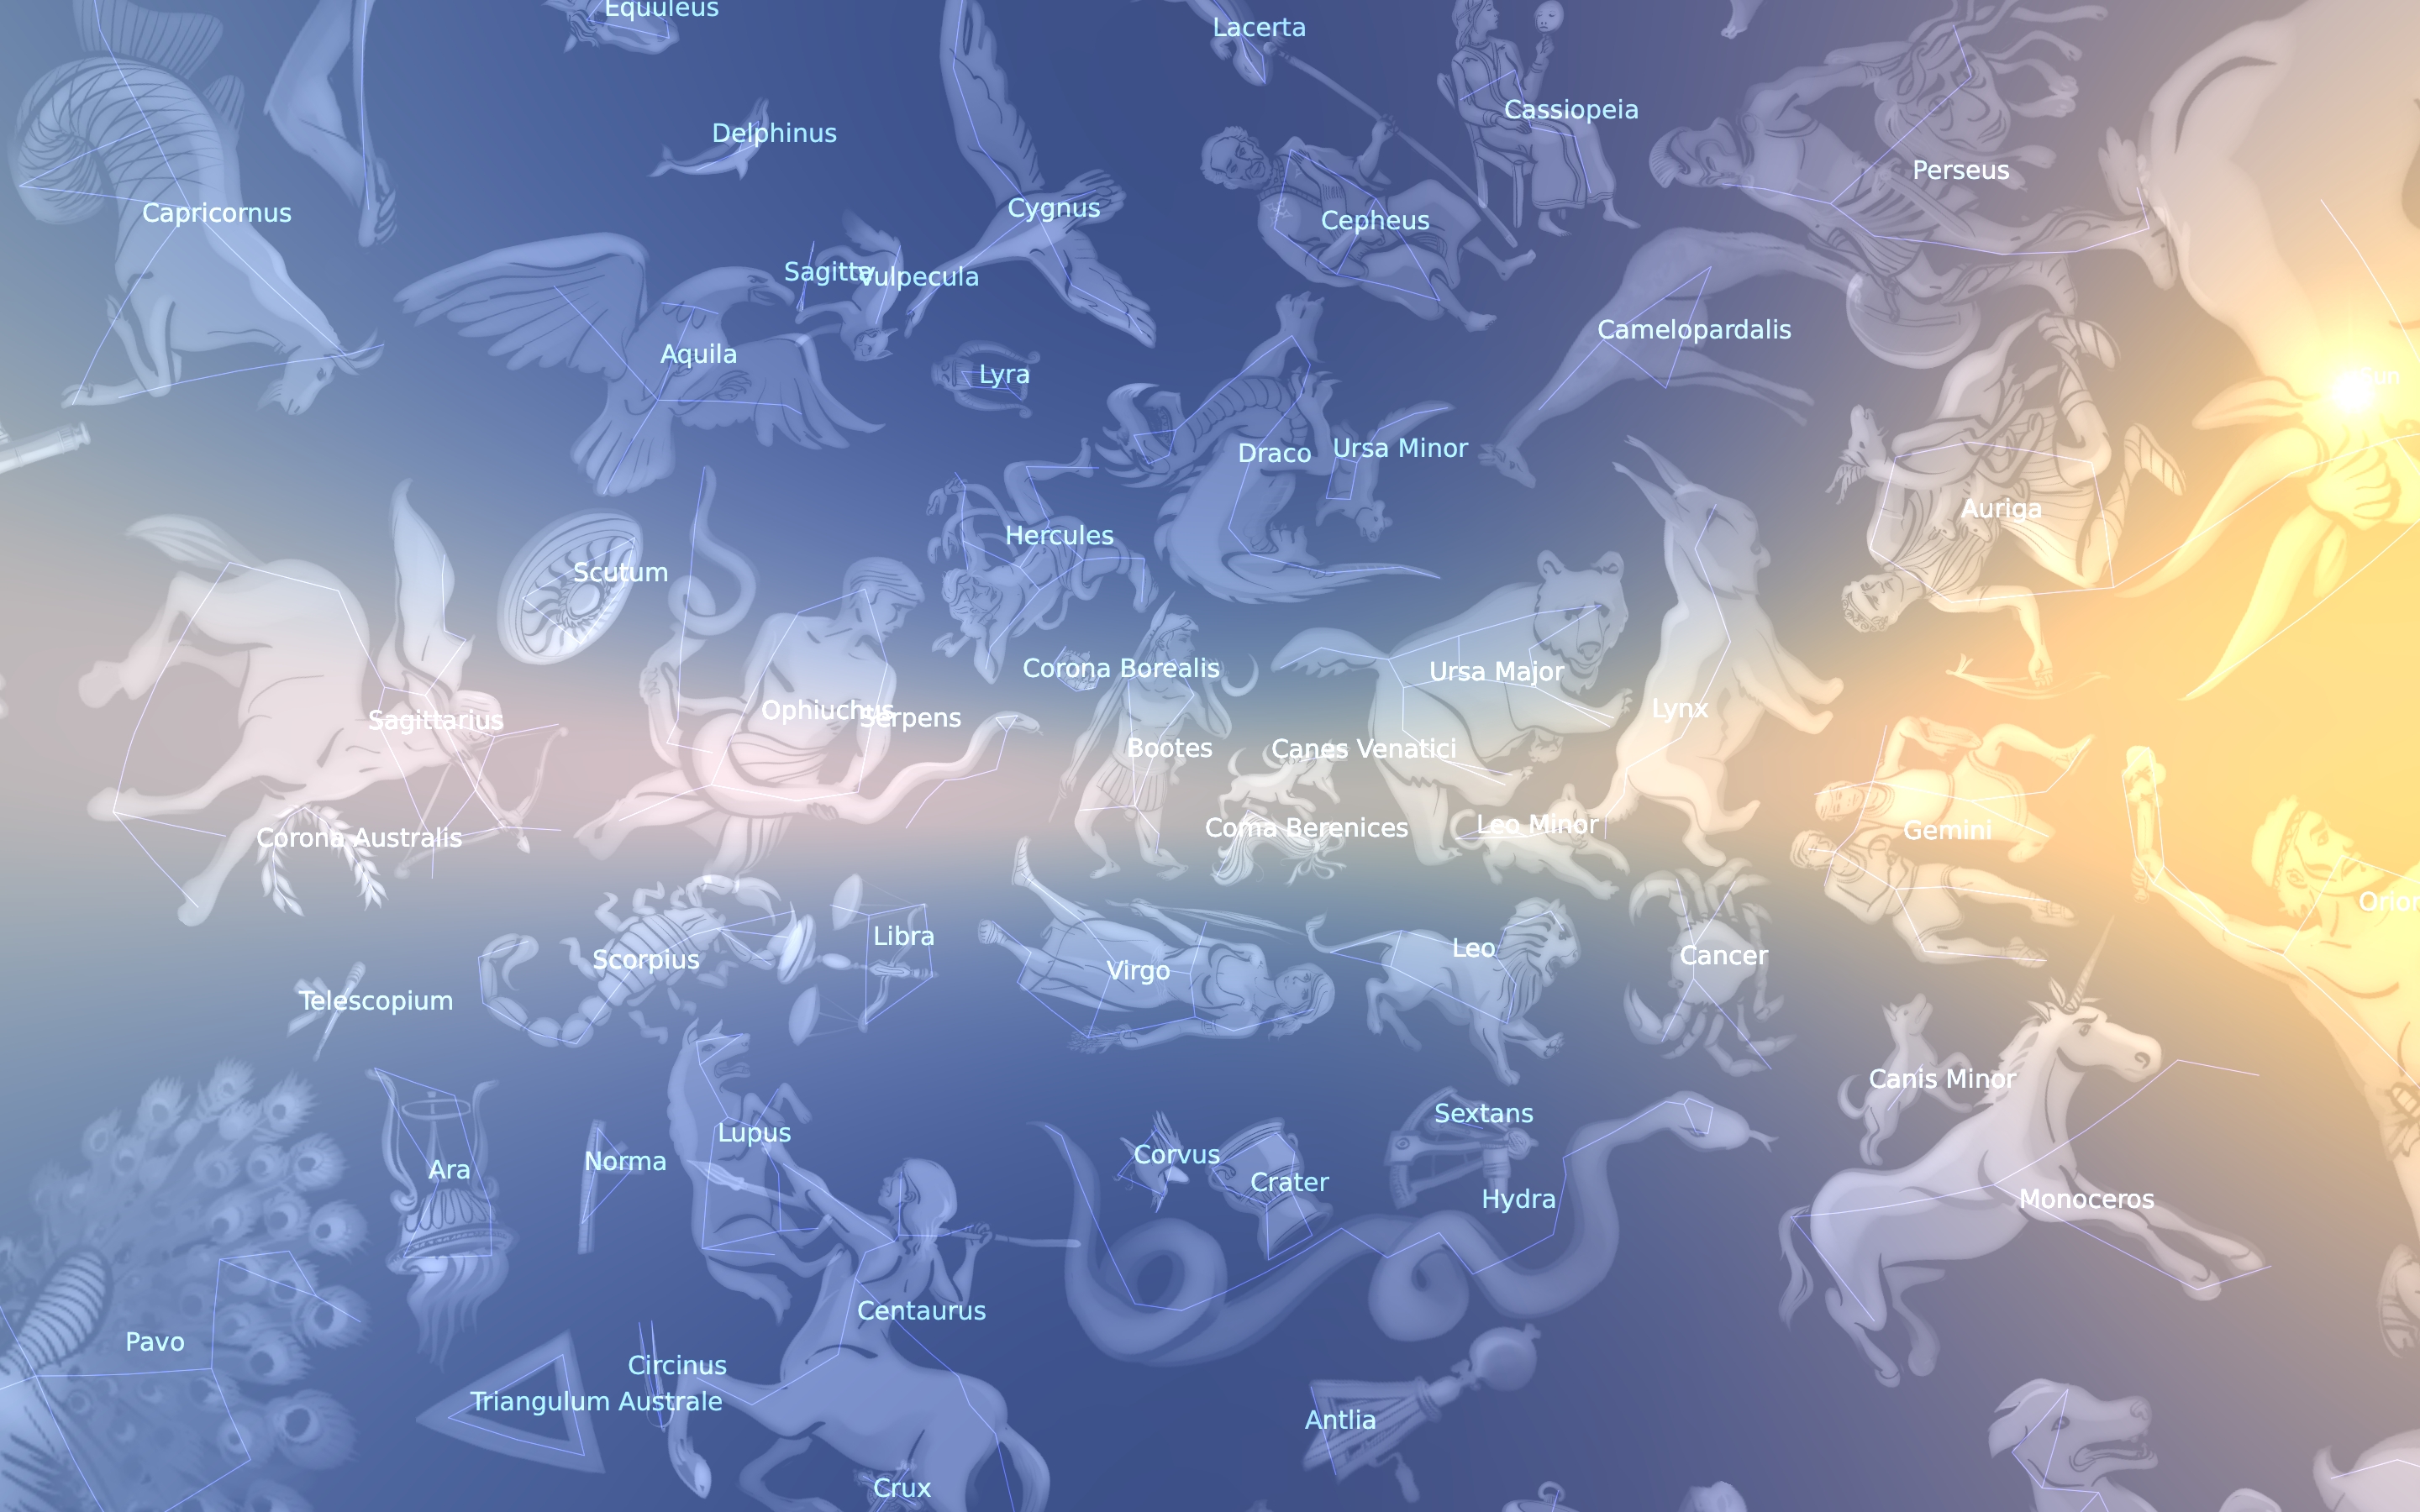 Equuleus
Lacerta
Cassiopeia
Delphinus
Perseus
Capricornus
Cygnus
Cepheus
Sagitta
Vulpecula
Camelopardalis
Aquila
Lyra
Sun
Draco
Ursa Minor
Auriga
Hercules
Scutum
Corona Borealis
Ursa Major
Lynx
Sagittarius
Ophiuchus
Serpens
Bootes
Canes Venatici
Corona Australis
Coma Berenices
Leo Minor
Gemini
Orion
Libra
Scorpius
Virgo
Leo
Cancer
Telescopium
Canis Minor
Sextans
Lupus
Corvus
Norma
Ara
Crater
Hydra
Monoceros
Centaurus
Pavo
Circinus
Triangulum Australe
Antlia
Crux